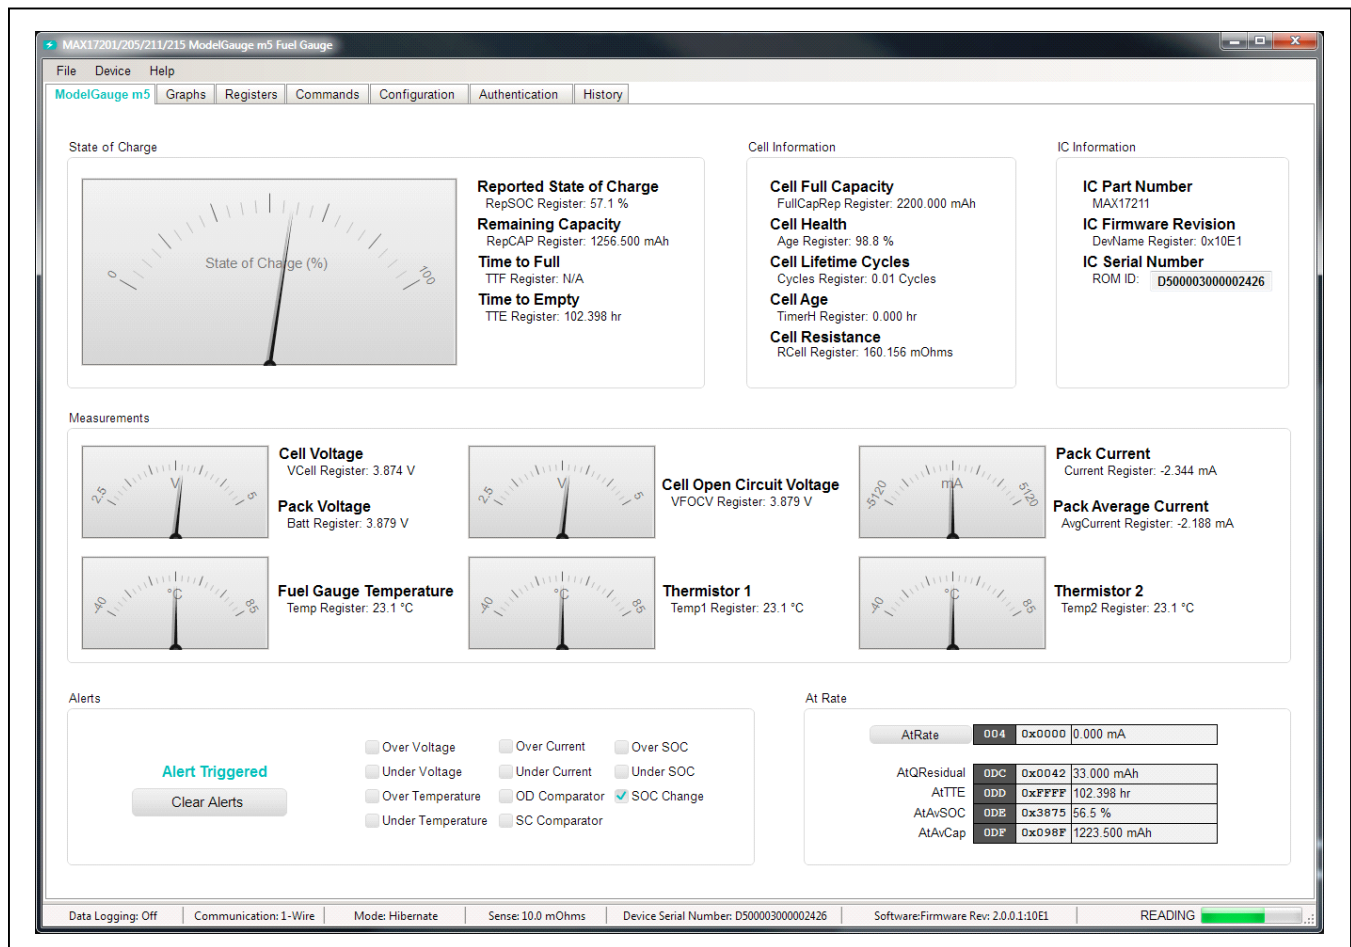 MAX17201/205/211/215 ModelGauge m5 Fuel Gauge
File Device Help
ModelGauge m5 Graphs Registers Commands Configuration Authentication History
State of Charge
0
State of Charge (%)
100
Reported State of Charge
RepSOC Register: 57.1 %
Remaining Capacity
RepCAP Register: 1256.500 mAh
Time to Full
TTF Register: N/A
Time to Empty
TTE Register: 102.398 hr
Cell Information
Cell Full Capacity
FullCapRep Register: 2200.000 mAh
Cell Health
Age Register: 98.8 %
Cell Lifetime Cycles
Cycles Register: 0.01 Cycles
Cell Age
TimerH Register: 0.000 hr
Cell Resistance
RCell Register: 160.156 mOhms
IC Information
IC Part Number
MAX17211
IC Firmware Revision
DevName Register: 0x10E1
IC Serial Number
ROM ID: D500003000002426
Measurements
2.5 V 5
Cell Voltage
VCell Register: 3.874 V
Pack Voltage
Batt Register: 3.879 V
2.5 V 5
Cell Open Circuit Voltage
VFOCV Register: 3.879 V
-5120 mA 5120
Pack Current
Current Register: -2.344 mA
Pack Average Current
AvgCurrent Register: -2.188 mA
-40 °C 85
Fuel Gauge Temperature
Temp Register: 23.1 °C
-40 °C 85
Thermistor 1
Temp1 Register: 23.1 °C
-40 °C 85
Thermistor 2
Temp2 Register: 23.1 °C
Alerts
Alert Triggered
Clear Alerts
Over Voltage Over Current Over SOC
Under Voltage Under Current Under SOC
Over Temperature OD Comparator SOC Change
Under Temperature SC Comparator
At Rate
AtRate 004 0x0000 0.000 mA
AtQResidual 0DC 0x0042 33.000 mAh
AtTTE 0DD 0xFFFF 102.398 hr
AtAvSOC 0DE 0x3875 56.5 %
AtAvCap 0DF 0x098F 1223.500 mAh
Data Logging: Off Communication: 1-Wire Mode: Hibernate Sense: 10.0 mOhms Device Serial Number: D500003000002426 Software:Firmware Rev: 2.0.0.1:10E1 READING